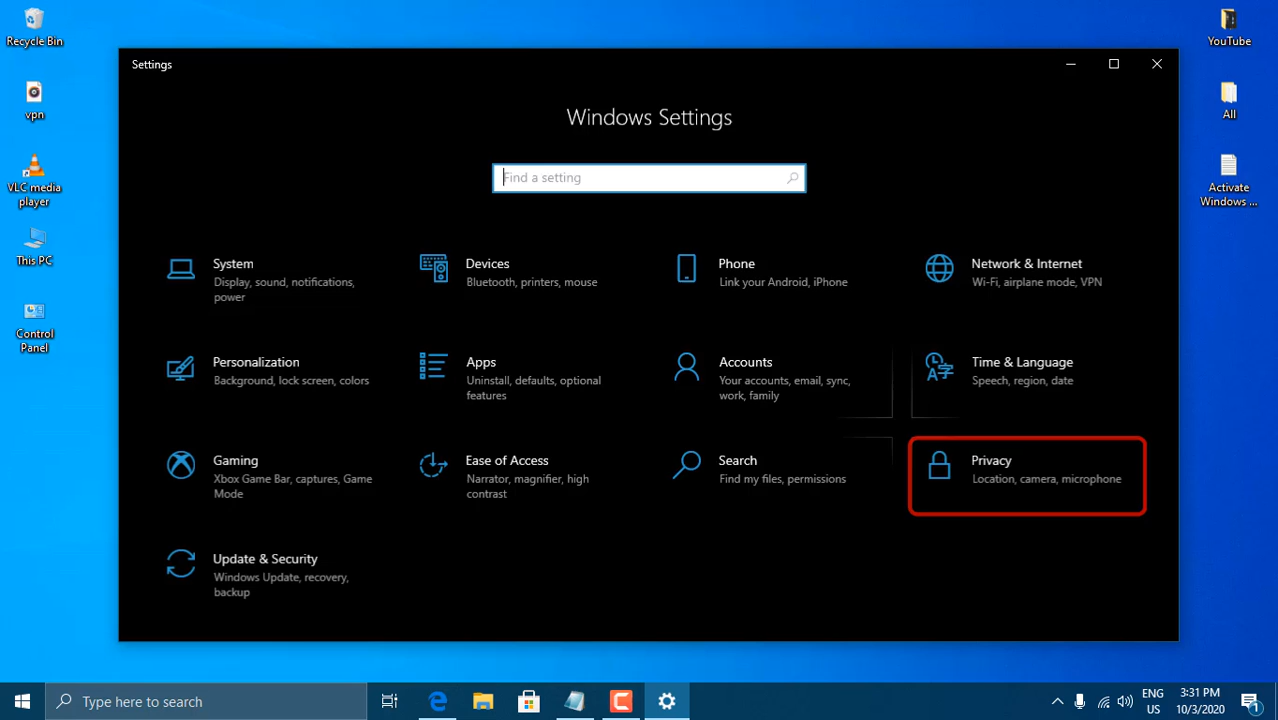 Recycle Bin
vpn
VLC media
player
This PC
Control
Panel
Settings
Windows Settings
Find a setting
System
Display, sound, notifications,
power
Devices
Bluetooth, printers, mouse
Phone
Link your Android, iPhone
Network & Internet
Wi-Fi, airplane mode, VPN
Personalization
Background, lock screen, colors
Apps
Uninstall, defaults, optional
features
Accounts
Your accounts, email, sync,
work, family
Time & Language
Speech, region, date
Gaming
Xbox Game Bar, captures, Game
Mode
Ease of Access
Narrator, magnifier, high
contrast
Search
Find my files, permissions
Privacy
Location, camera, microphone
Update & Security
Windows Update, recovery,
backup
YouTube
All
Activate
Windows ...
Type here to search
ENG
US
3:31 PM
10/3/2020
1